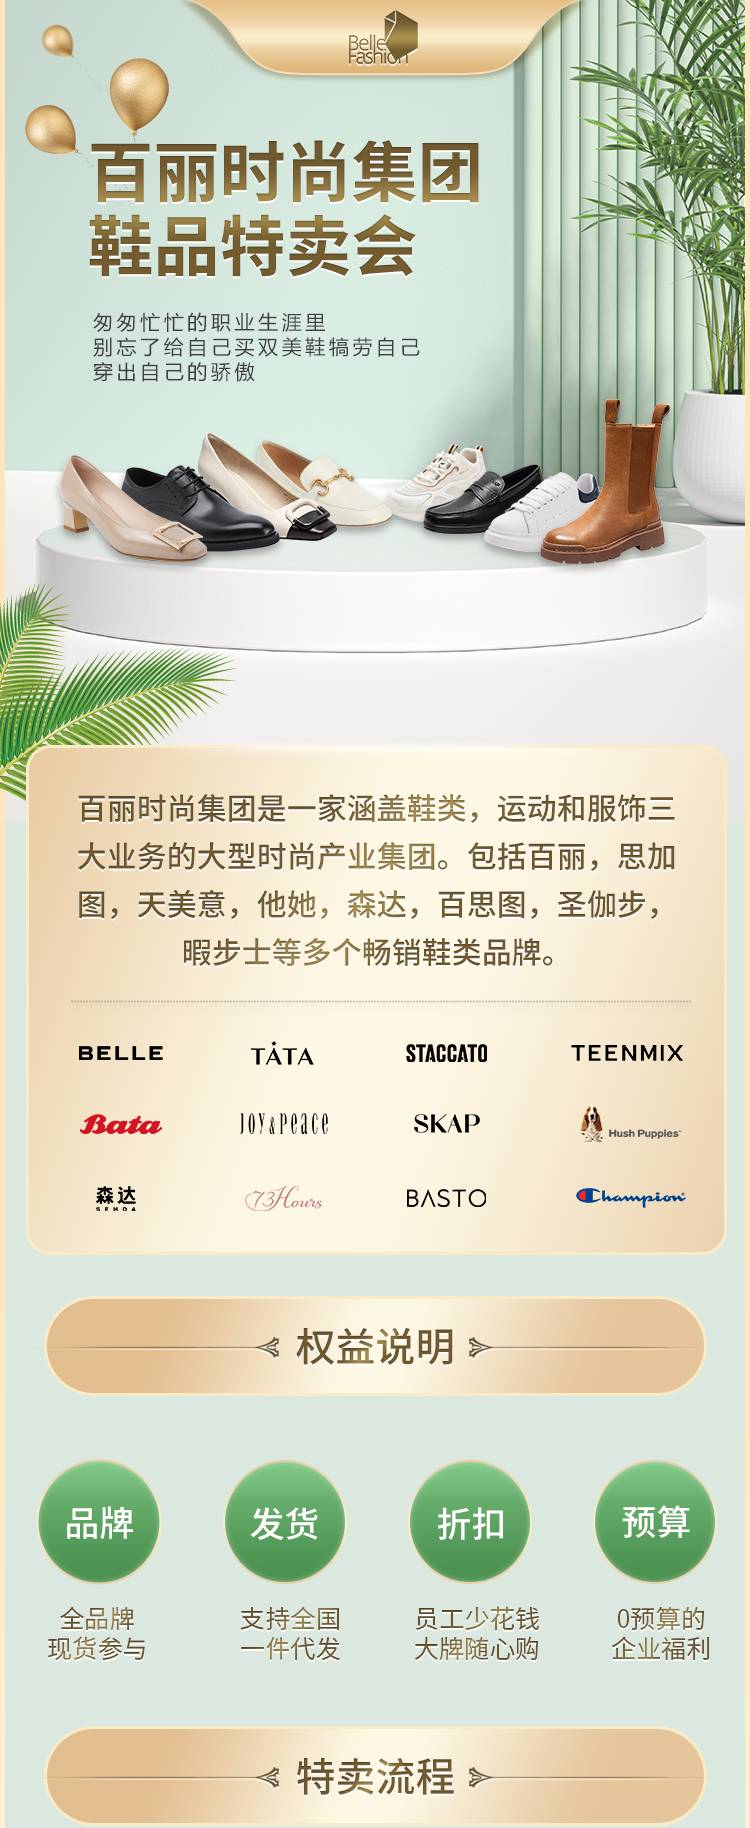 Belle
Fashion
百丽时尚集团
鞋品特卖会
匆匆忙忙的职业生涯里
别忘了给自己买双美鞋犒劳自己
穿出自己的骄傲
百丽时尚集团是一家涵盖鞋类，运动和服饰三
大业务的大型时尚产业集团。包括百丽，思加
图，天美意，他她，森达，百思图，圣伽步，
暇步士等多个畅销鞋类品牌。
BELLE TATA STACCATO TEENMIX
Bata JOY&PEACE SKAP Hush Puppies
森达 73Hours BASTO Champion
SENDA
权益说明
品牌 发货 折扣 预算
全品牌 支持全国 员工少花钱 0预算的
现货参与 一件代发 大牌随心购 企业福利
特卖流程